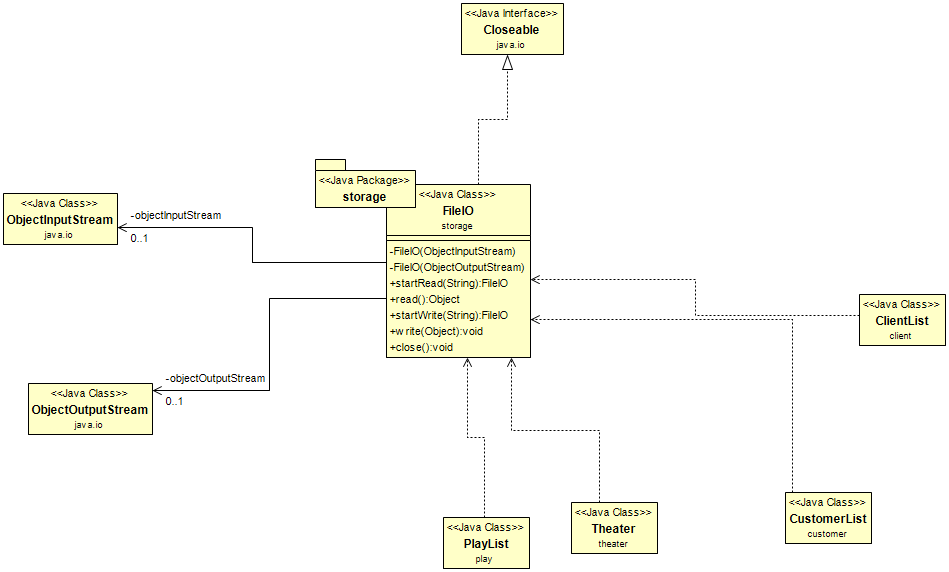 <<Java Interface>>
Closeable
java.io
<<Java Package>>
storage
<<Java Class>>
FileIO
storage
-FileIO(ObjectInputStream)
-FileIO(ObjectOutputStream)
+startRead(String):FileIO
+read():Object
+startWrite(String):FileIO
+write(Object):void
+close():void
<<Java Class>>
ObjectInputStream
java.io
-objectInputStream
0..1
<<Java Class>>
ObjectOutputStream
java.io
-objectOutputStream
0..1
<<Java Class>>
ClientList
client
<<Java Class>>
CustomerList
customer
<<Java Class>>
Theater
theater
<<Java Class>>
PlayList
play